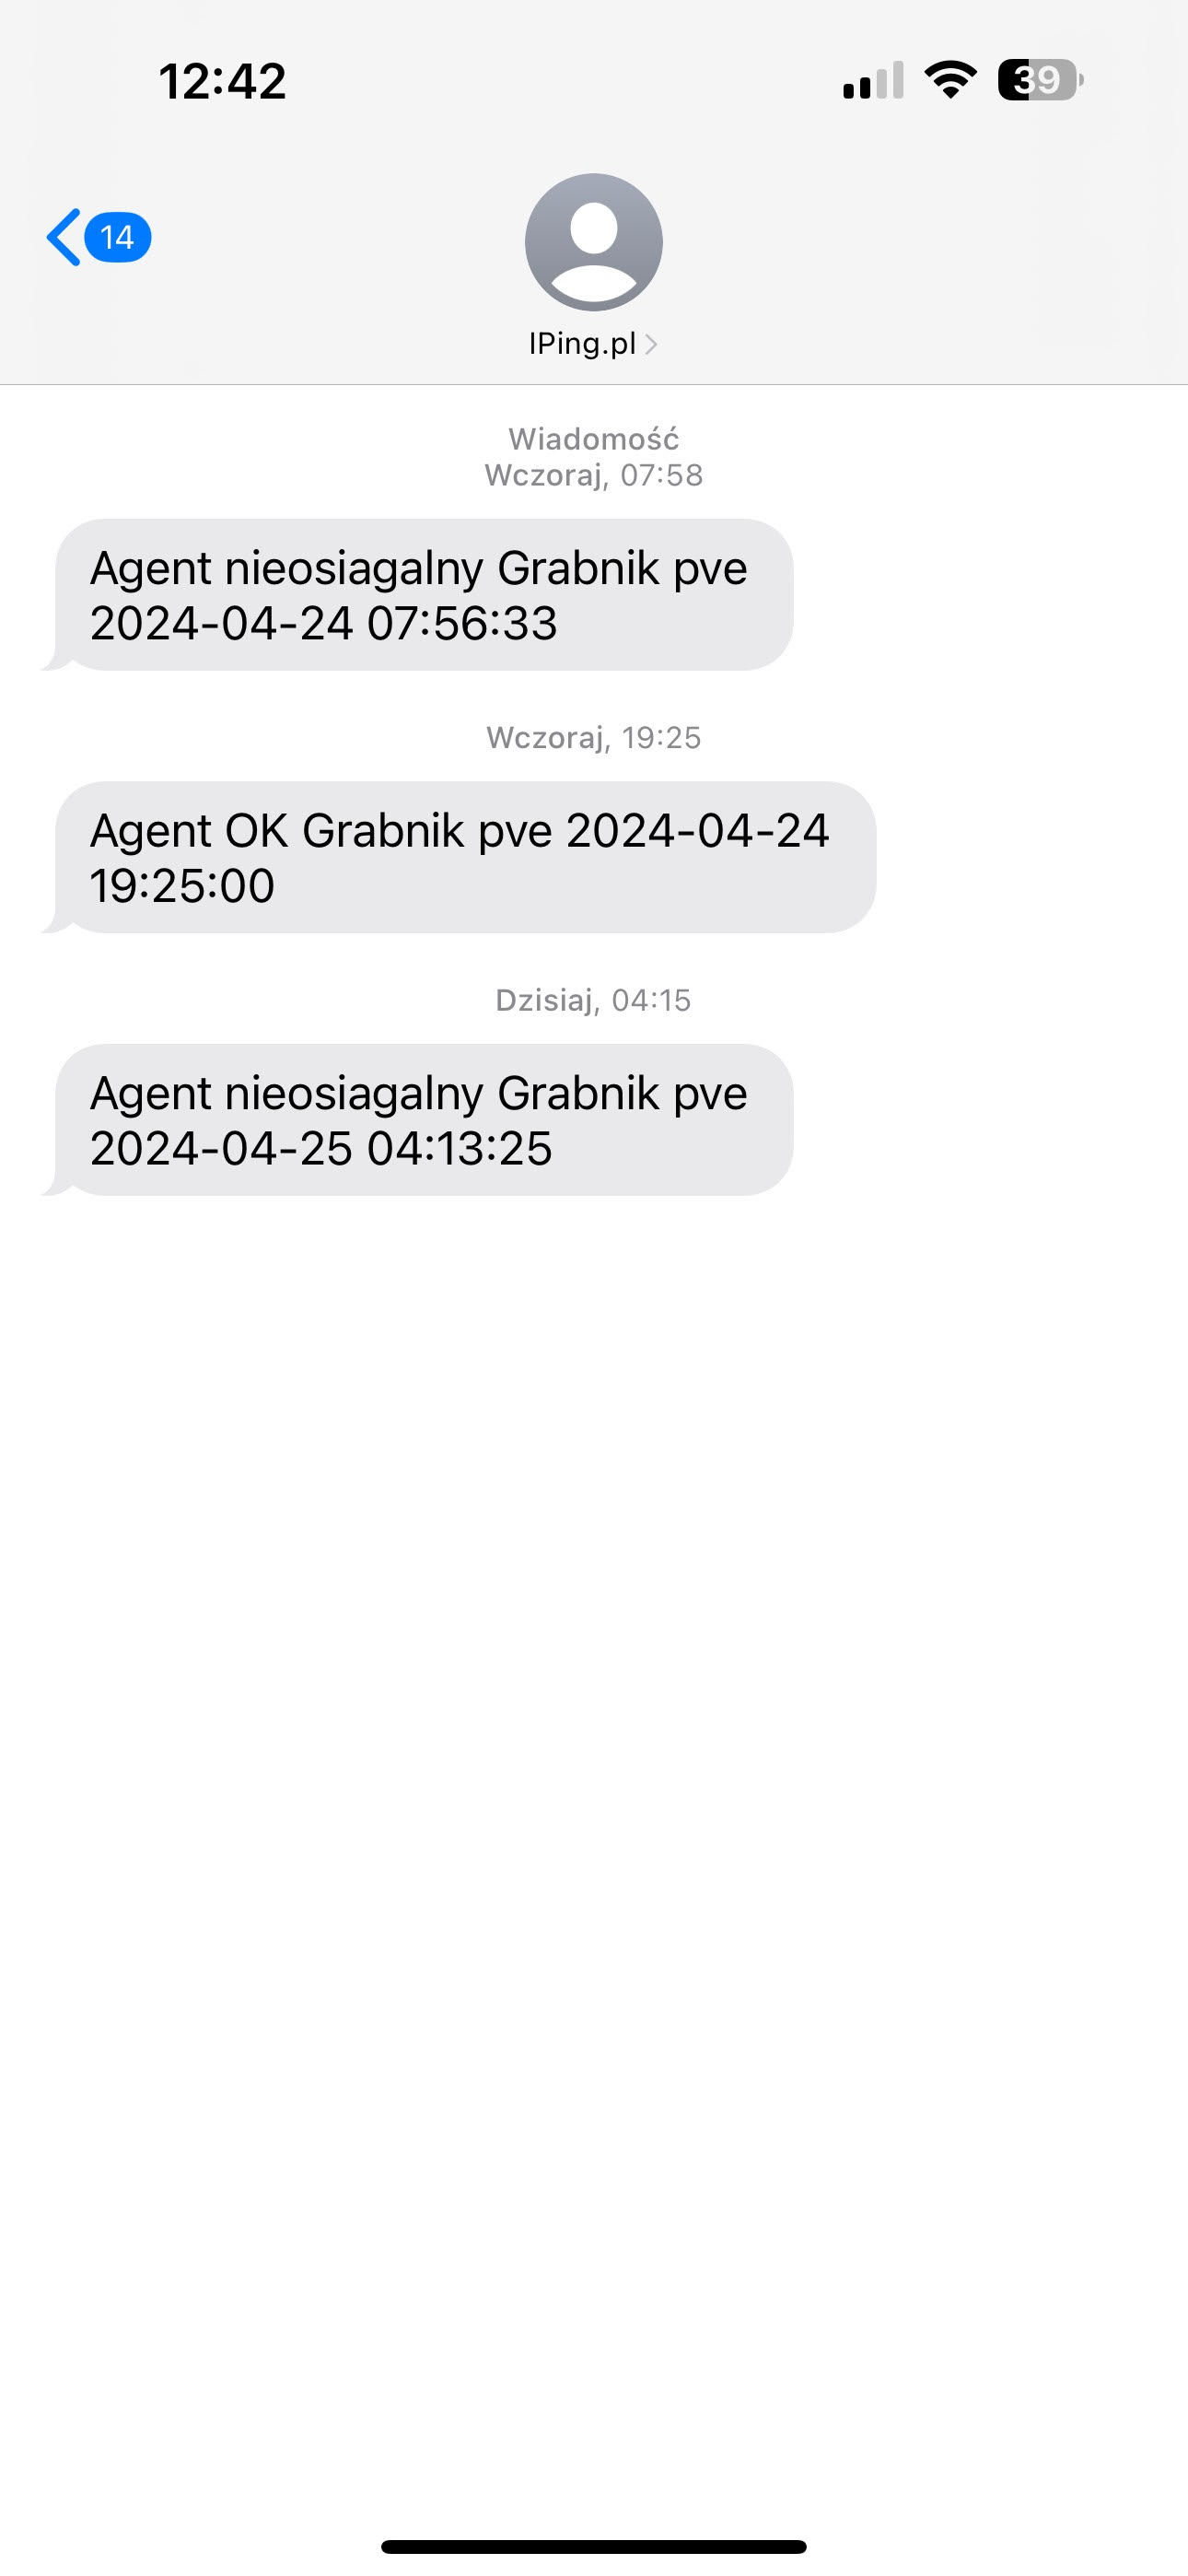 12:42
39
14
IPing.pl
Wiadomość
Wczoraj, 07:58
Agent nieosiagalny Grabnik pve
2024-04-24 07:56:33
Wczoraj, 19:25
Agent OK Grabnik pve 2024-04-24
19:25:00
Dzisiaj, 04:15
Agent nieosiagalny Grabnik pve
2024-04-25 04:13:25